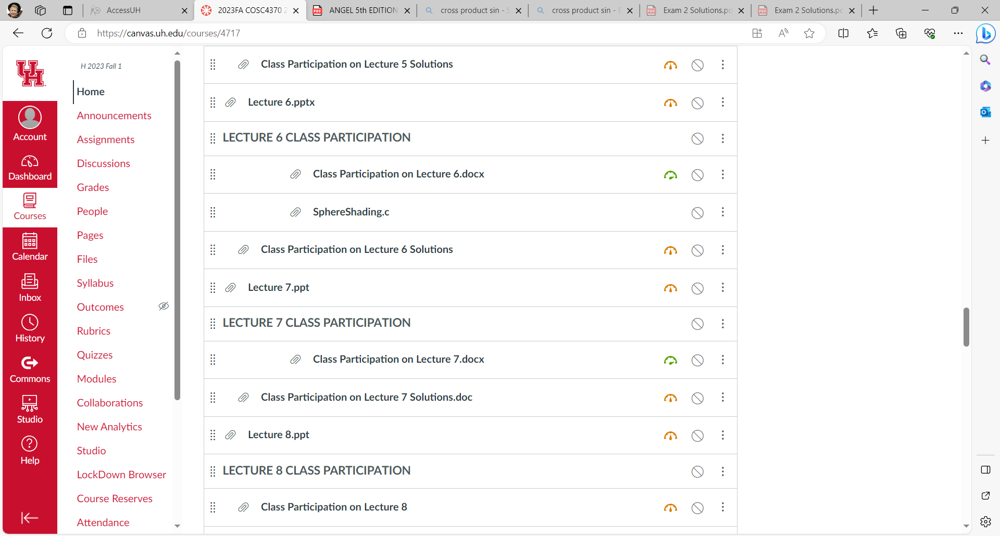 AccessUH
2023FA COSC4370 2
ANGEL 5th EDITION
cross product sin - S
cross product sin - E
Exam 2 Solutions.pd
Exam 2 Solutions.pd
https://canvas.uh.edu/courses/4717
H 2023 Fall 1
Home
Announcements
Assignments
Discussions
Grades
People
Pages
Files
Syllabus
Outcomes
Rubrics
Quizzes
Modules
Collaborations
New Analytics
Studio
LockDown Browser
Course Reserves
Attendance
Account
Dashboard
Courses
Calendar
Inbox
History
Commons
Studio
Help
Class Participation on Lecture 5 Solutions
Lecture 6.pptx
LECTURE 6 CLASS PARTICIPATION
Class Participation on Lecture 6.docx
SphereShading.c
Class Participation on Lecture 6 Solutions
Lecture 7.ppt
LECTURE 7 CLASS PARTICIPATION
Class Participation on Lecture 7.docx
Class Participation on Lecture 7 Solutions.doc
Lecture 8.ppt
LECTURE 8 CLASS PARTICIPATION
Class Participation on Lecture 8